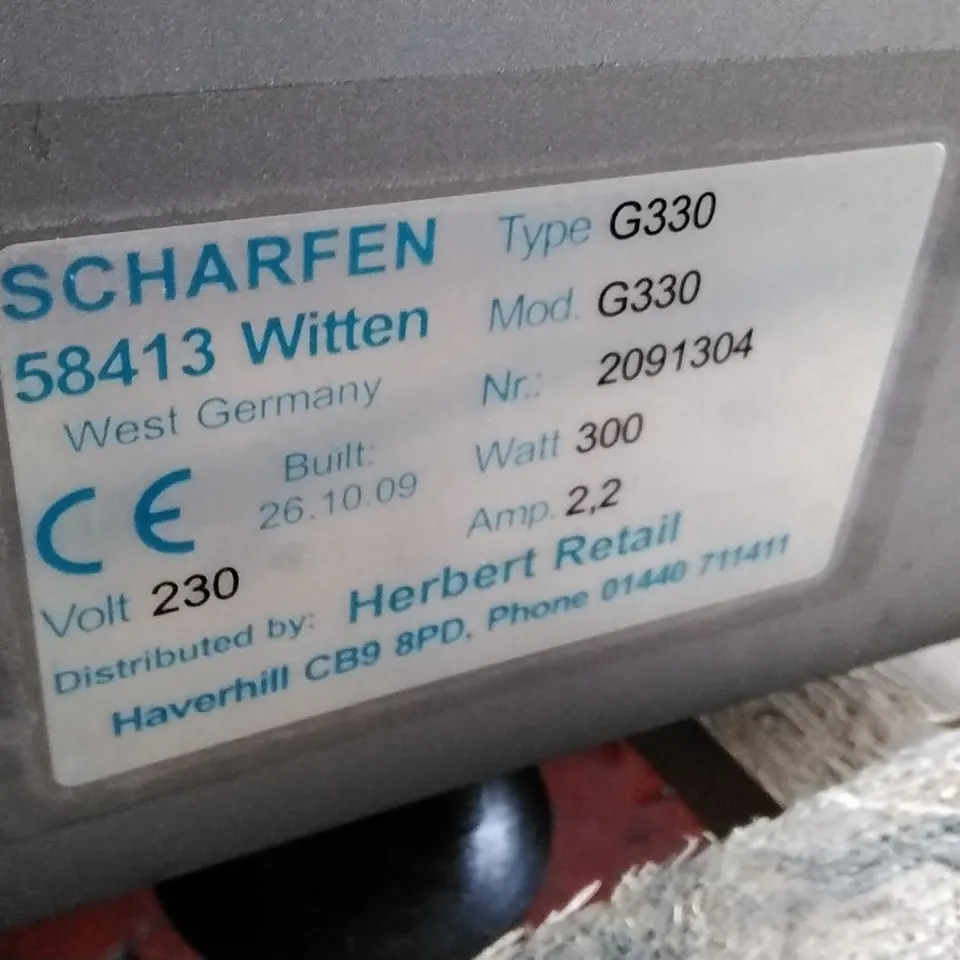 SCHARFEN
58413 Witten
West Germany
CE
Built:
26.10.09
Volt 230
Type G330
Mod. G330
Nr.: 2091304
Watt 300
Amp. 2,2
Distributed by: Herbert Retail
Haverhill CB9 8PD, Phone 01440 711411